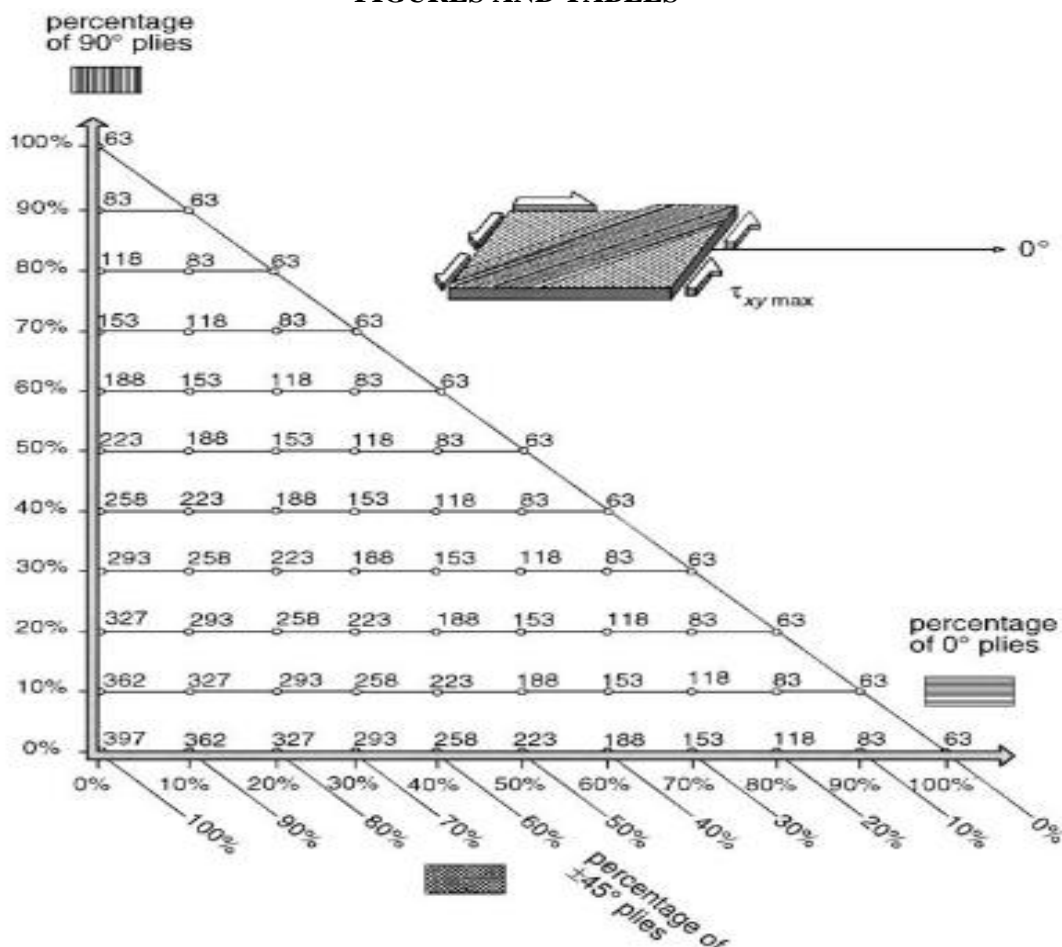 FIGURES AND TABLES
percentage
of 90° plies
100% 63
90% 83 63
80% 118 83 63
0°
τxy max
70% 153 118 83 63
60% 188 153 118 83 63
50% 223 188 153 118 83 63
40% 258 223 188 153 118 83 63
30% 293 258 223 188 153 118 83 63
20% 327 293 258 223 188 153 118 83 63
percentage
of 0° plies
10% 362 327 293 258 223 188 153 118 83 63
0% 397 362 327 293 258 223 188 153 118 83 63
0% 10% 20% 30% 40% 50% 60% 70% 80% 90% 100%
100% 90% 80% 70% 60% 50% 40% 30% 20% 10% 0%
percentage of
±45° plies